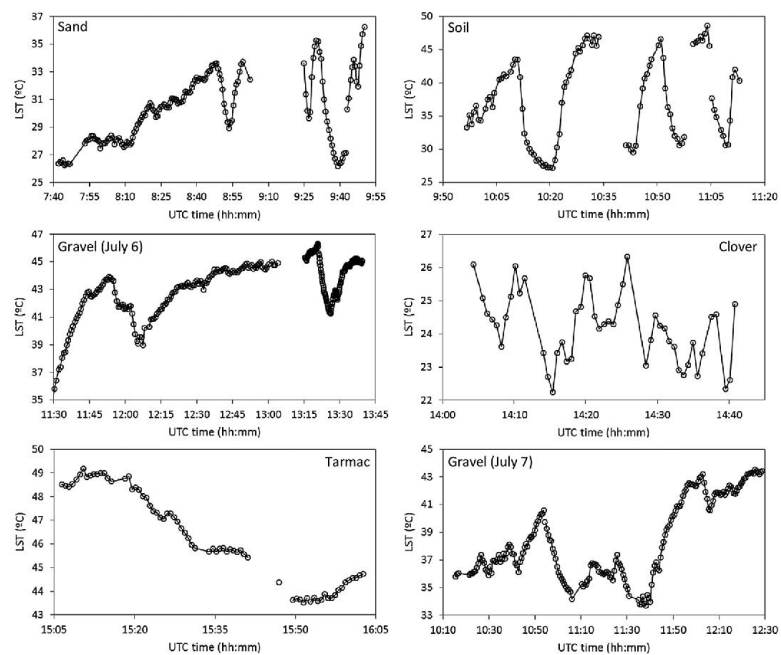 Sand
LST (ºC)
37
35
33
31
29
27
25
7:40 7:55 8:10 8:25 8:40 8:55 9:10 9:25 9:40 9:55
UTC time (hh:mm)
Soil
LST (ºC)
50
45
40
35
30
25
9:50 10:05 10:20 10:35 10:50 11:05 11:20
UTC time (hh:mm)
Gravel (July 6)
LST (ºC)
47
45
43
41
39
37
35
11:30 11:45 12:00 12:15 12:30 12:45 13:00 13:15 13:30 13:45
UTC time (hh:mm)
Clover
LST (ºC)
27
26
25
24
23
22
14:00 14:10 14:20 14:30 14:40
UTC time (hh:mm)
Tarmac
LST (ºC)
50
49
48
47
46
45
44
43
15:05 15:20 15:35 15:50 16:05
UTC time (hh:mm)
Gravel (July 7)
LST (ºC)
45
43
41
39
37
35
33
10:10 10:30 10:50 11:10 11:30 11:50 12:10 12:30
UTC time (hh:mm)